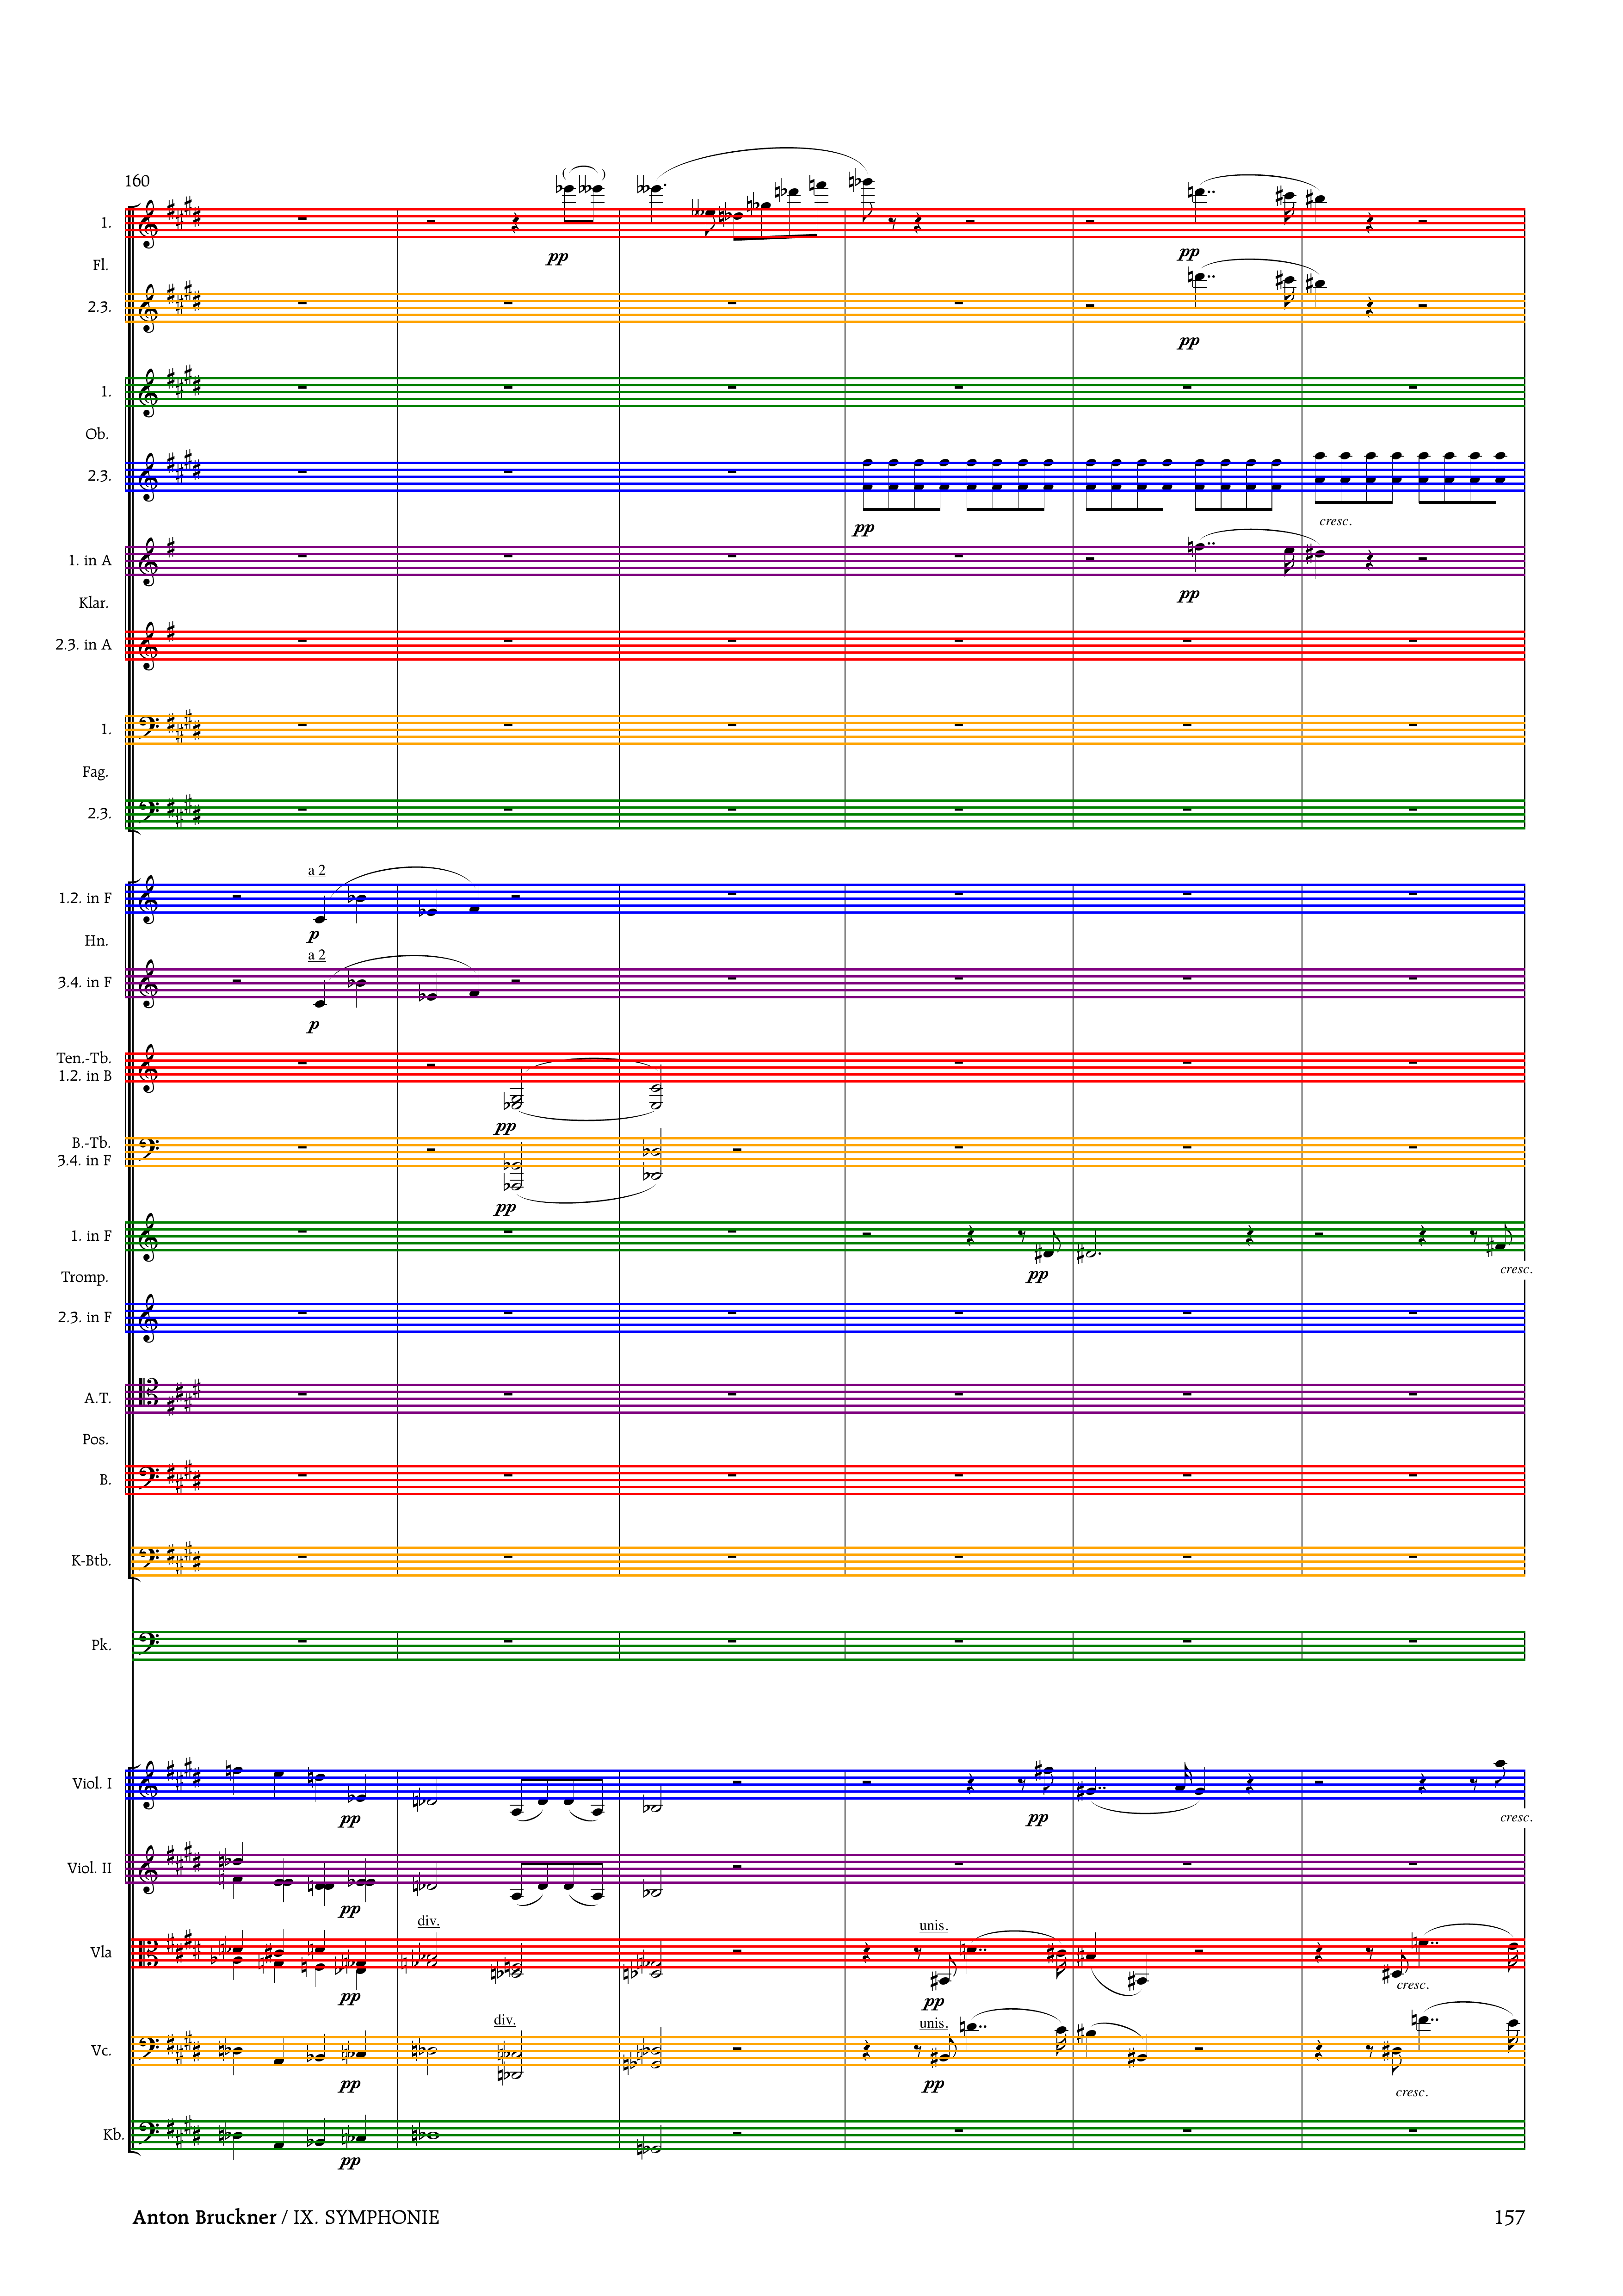 160
1.
pp
Fl.
pp
2.3.
pp
1.
Ob.
2.3.
pp
cresc.
1. in A
pp
Klar.
2.3. in A
1.
Fag.
2.3.
a 2
1.2. in F
p
Hn.
a 2
3.4. in F
p
Ten.-Tb.
1.2. in B
pp
B.-Tb.
3.4. in F
pp
1. in F
pp
cresc.
Tromp.
2.3. in F
A.T.
Pos.
B.
K-Btb.
Pk.
Viol. I
pp
pp
cresc.
Viol. II
pp
div.
unis.
Vla
pp
pp
cresc.
div.
unis.
Vc.
pp
pp
cresc.
Kb.
pp
Anton Bruckner / IX. SYMPHONIE
157